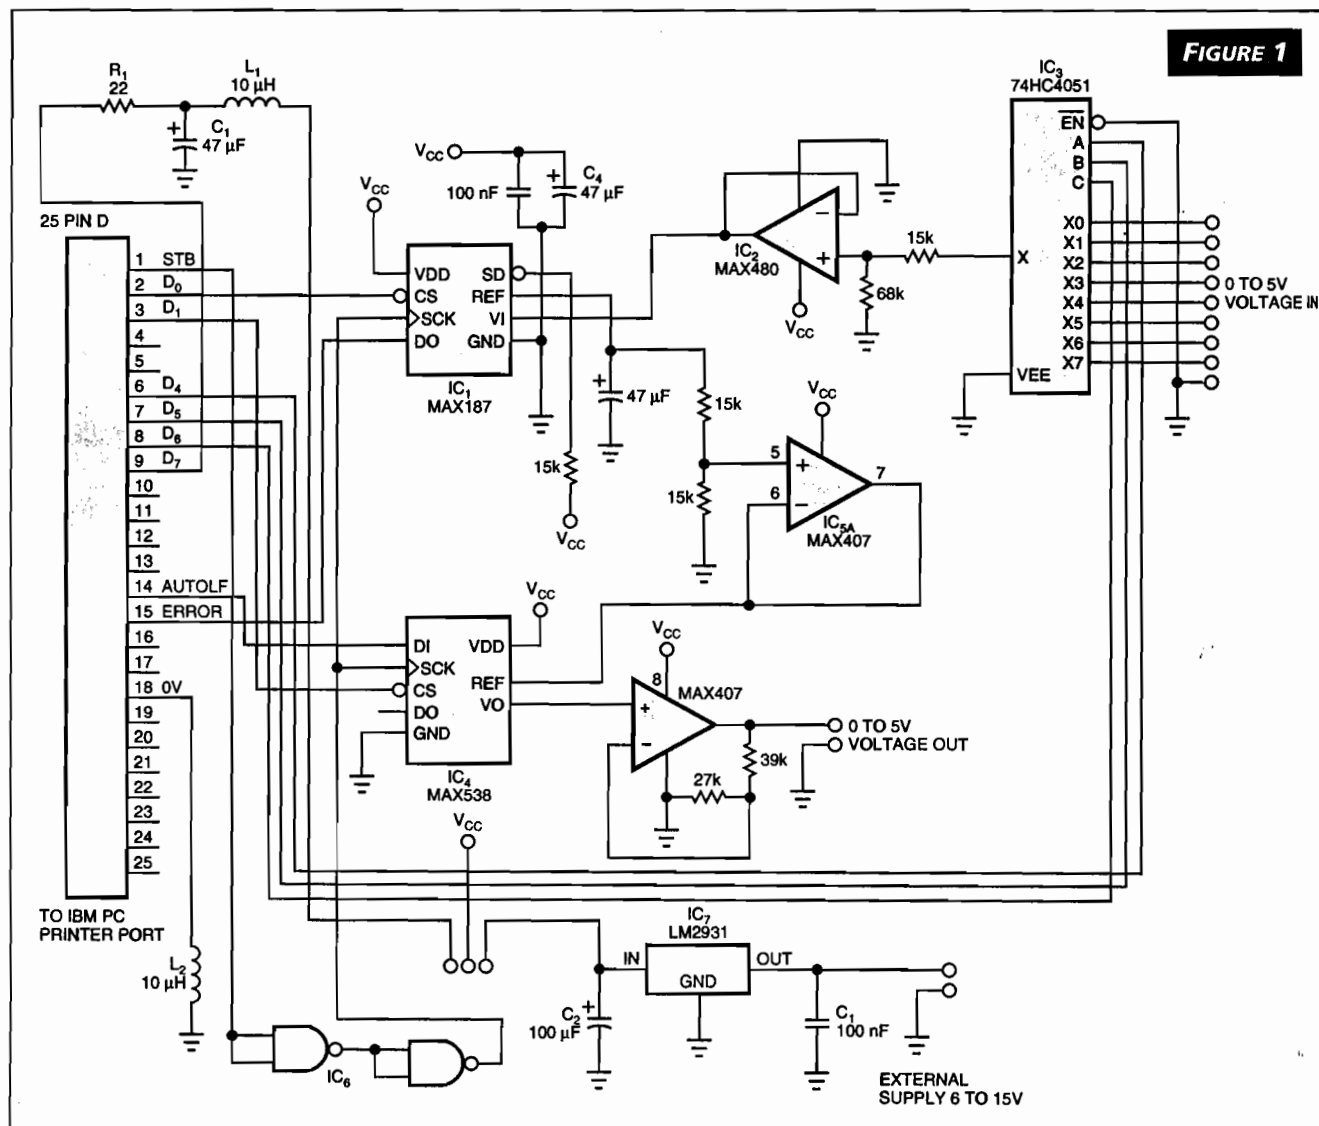 FIGURE 1
R1
22
L1
10 µH
C1
47 µF
25 PIN D
1 STB
2 D0
3 D1
4
5
6 D4
7 D5
8 D6
9 D7
10
11
12
13
14 AUTOLF
15 ERROR
16
17
18 0V
19
20
21
22
23
24
25
TO IBM PC
PRINTER PORT
L2
10 µH
VCC
VCC
100 nF
C4
47 µF
VDD
CS
SCK
DO
SD
REF
VI
GND
IC1
MAX187
15k
VCC
47 µF
IC2
MAX480
VCC
15k
68k
IC3
74HC4051
EN
A
B
C
X0
X1
X2
X3
X4
X5
X6
X7
X
VEE
0 TO 5V
VOLTAGE IN
15k
15k
VCC
5
6
7
IC5A
MAX407
DI
SCK
CS
DO
GND
VDD
REF
VO
IC4
MAX538
VCC
VCC
8
MAX407
39k
27k
0 TO 5V
VOLTAGE OUT
VCC
IC7
LM2931
IN
OUT
GND
C2
100 µF
C1
100 nF
EXTERNAL
SUPPLY 6 TO 15V
IC6